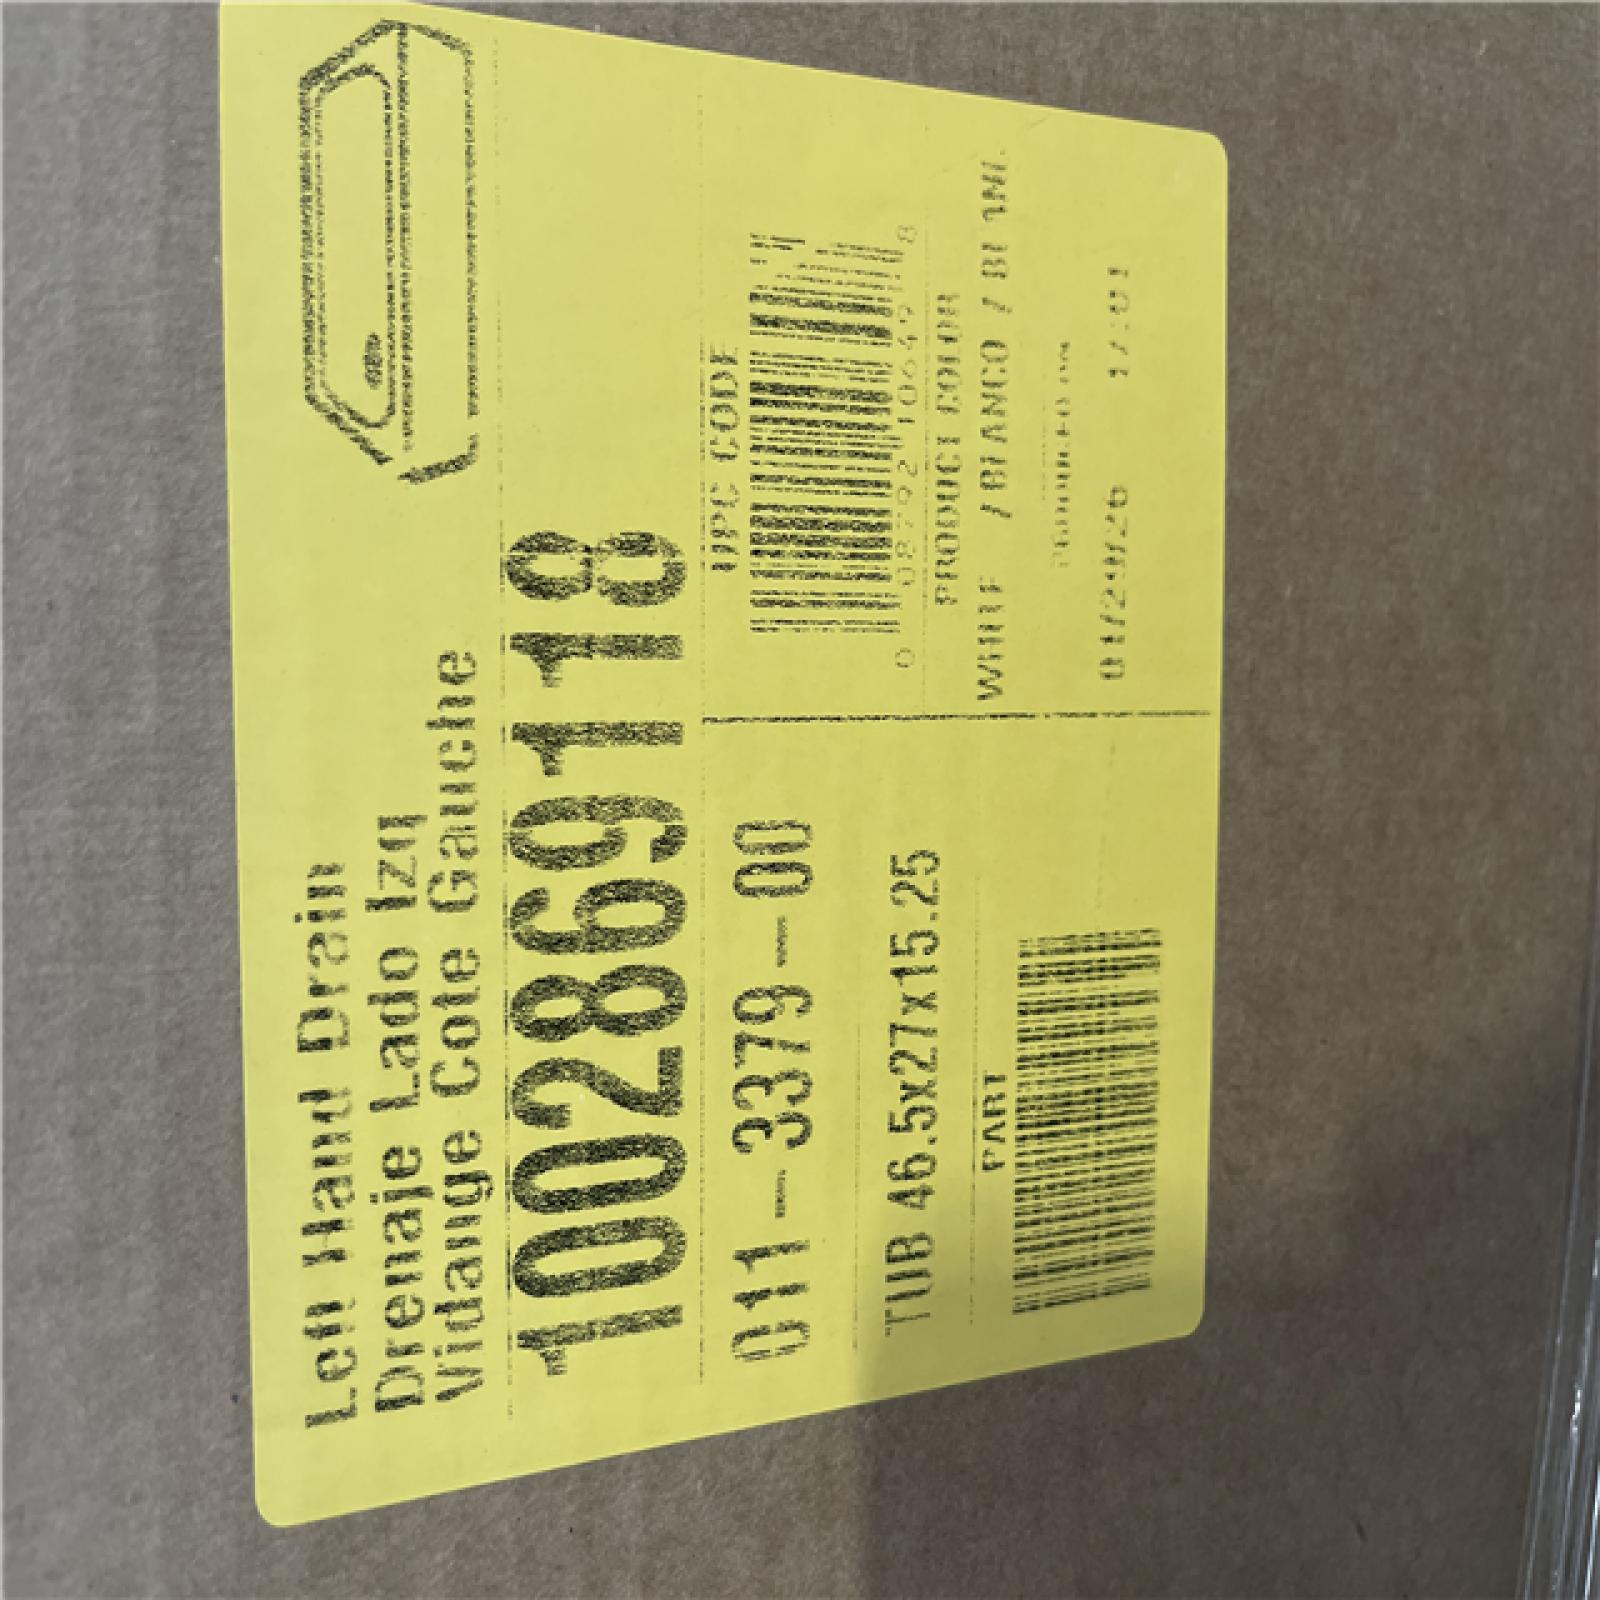 Left Hand Drain
Drenaje Lado Izq
Vidange Cote Gauche
1002869118
011 - 3379 - 00
TUB 46.5x27x15.25
PART
UPC CODE
PRODUCT COLOR
WHITE / BLANCO / BLANC